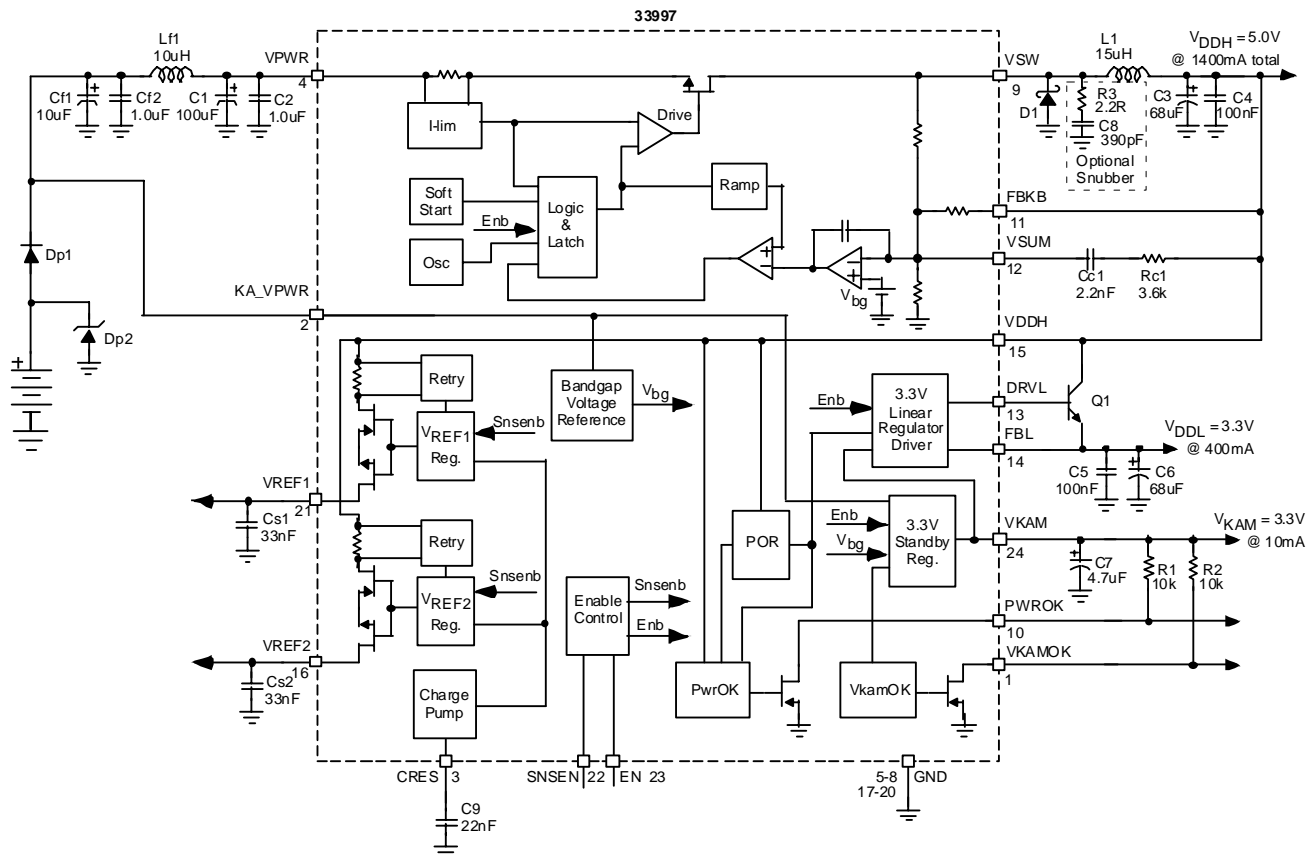 33997
Lf1
10uH
VPWR
4
Cf1
10uF
Cf2
1.0uF
C1
100uF
C2
1.0uF
I-lim
Drive
VSW
9
L1
15uH
VDDH = 5.0V
@ 1400mA total
D1
R3
2.2R
C8
390pF
Optional
Snubber
C3
68uF
C4
100nF
Soft
Start
Enb
Osc
Logic
&
Latch
Ramp
Vbg
FBKB
11
VSUM
12
Cc1
2.2nF
Rc1
3.6k
Dp1
Dp2
KA_VPWR
2
VDDH
15
Retry
VREF1
Reg.
Snsenb
Bandgap
Voltage
Reference
Vbg
Enb
3.3V
Linear
Regulator
Driver
DRVL
13
Q1
FBL
14
VDDL = 3.3V
@ 400mA
C5
100nF
C6
68uF
VREF1
21
Cs1
33nF
Retry
VREF2
Reg.
Snsenb
POR
Enb
Vbg
3.3V
Standby
Reg.
VKAM
24
VKAM = 3.3V
@ 10mA
C7
4.7uF
R1
10k
R2
10k
Enable
Control
Snsenb
Enb
PWROK
10
VKAMOK
1
VREF2
16
Cs2
33nF
Charge
Pump
PwrOK
VkamOK
CRES 3
SNSEN 22
EN 23
5-8
17-20
GND
C9
22nF